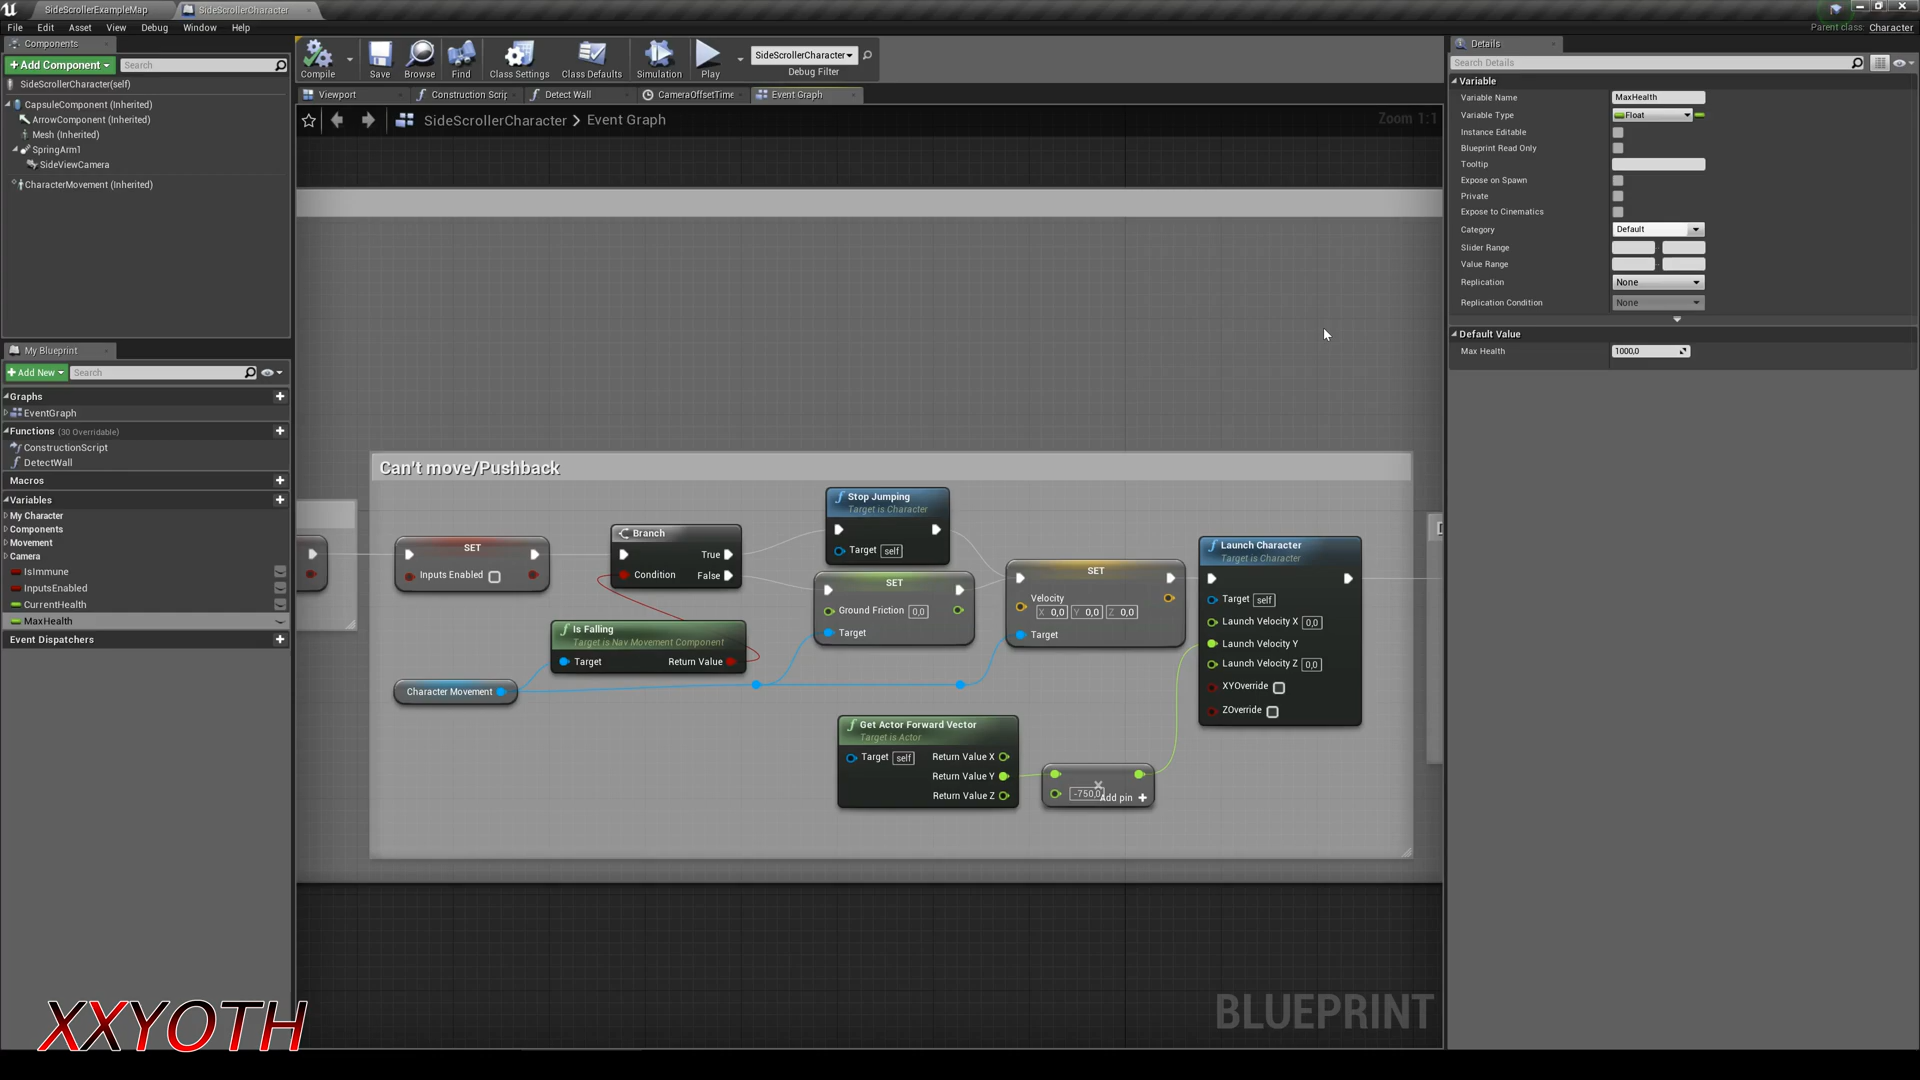 SideScrollerExampleMap
SideScrollerCharacter
File Edit Asset View Debug Window Help
Parent class: Character
Components
+ Add Component
Search
SideScrollerCharacter(self)
CapsuleComponent (Inherited)
ArrowComponent (Inherited)
Mesh (Inherited)
SpringArm1
SideViewCamera
CharacterMovement (Inherited)
My Blueprint
+ Add New
Search
Graphs
EventGraph
Functions (30 Overridable)
ConstructionScript
DetectWall
Macros
Variables
My Character
Components
Movement
Camera
IsImmune
InputsEnabled
CurrentHealth
MaxHealth
Event Dispatchers
Compile Save Browse Find Class Settings Class Defaults Simulation Play
SideScrollerCharacter
Debug Filter
Viewport
Construction Scrip
Detect Wall
CameraOffsetTime
Event Graph
SideScrollerCharacter > Event Graph
Zoom 1:1
Can't move/Pushback
SET
Inputs Enabled
Branch
True
Condition False
Is Falling
Target is Nav Movement Component
Target Return Value
Character Movement
Stop Jumping
Target is Character
Target self
SET
Ground Friction 0,0
Target
SET
Velocity
X 0,0 Y 0,0 Z 0,0
Target
Get Actor Forward Vector
Target is Actor
Target self Return Value X
Return Value Y
Return Value Z
-750,0
Add pin +
Launch Character
Target is Character
Target self
Launch Velocity X 0,0
Launch Velocity Y
Launch Velocity Z 0,0
XYOverride
ZOverride
BLUEPRINT
Details
Search Details
Variable
Variable Name MaxHealth
Variable Type Float
Instance Editable
Blueprint Read Only
Tooltip
Expose on Spawn
Private
Expose to Cinematics
Category Default
Slider Range
Value Range
Replication None
Replication Condition None
Default Value
Max Health 1000,0
XXYOTH